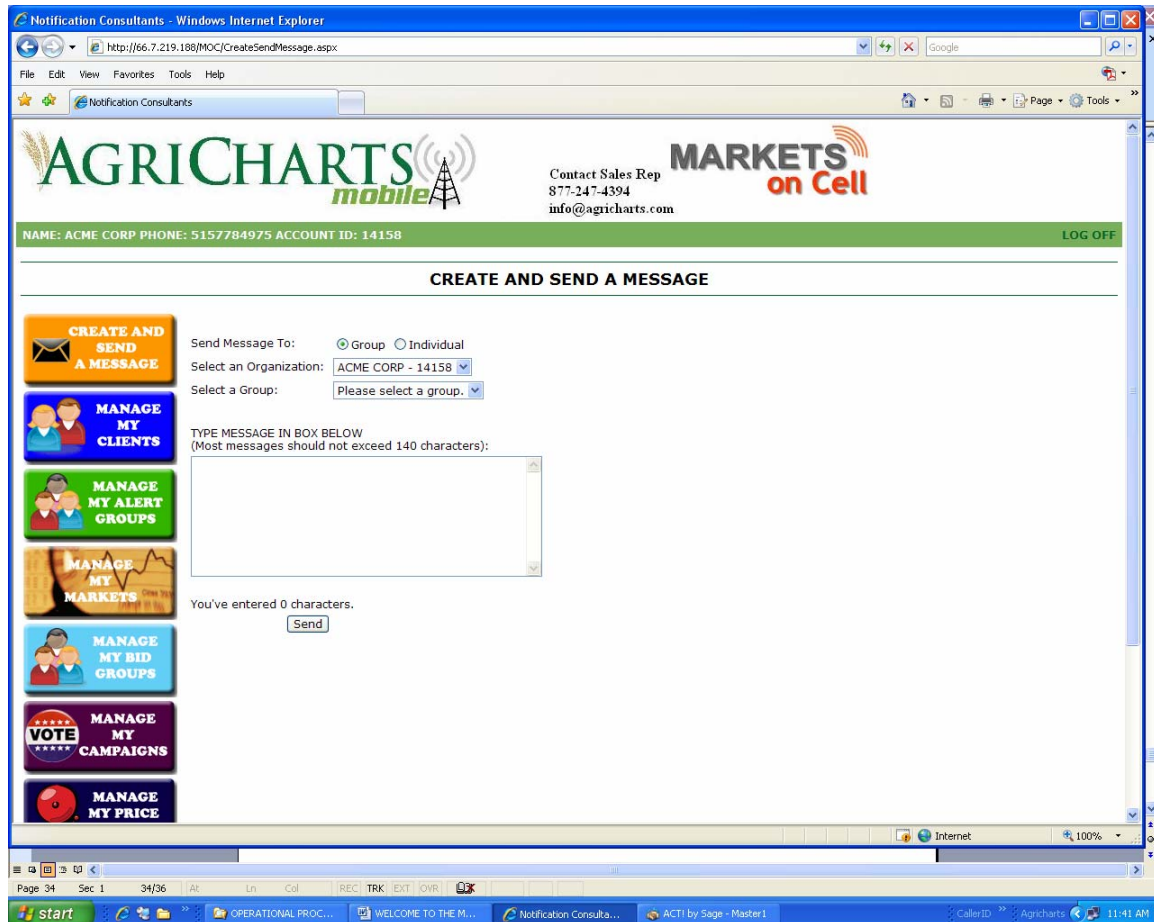 Notification Consultants - Windows Internet Explorer
http://66.7.219.188/MOC/CreateSendMessage.aspx
Google
File Edit View Favorites Tools Help
Notification Consultants
Page Tools
AGRICHARTS
mobile
Contact Sales Rep
877-247-4394
info@agricharts.com
MARKETS
on Cell
NAME: ACME CORP PHONE: 5157784975 ACCOUNT ID: 14158
LOG OFF
CREATE AND SEND A MESSAGE
CREATE AND
SEND
A MESSAGE
MANAGE
MY
CLIENTS
MANAGE
MY ALERT
GROUPS
MANAGE
MY
MARKETS
MANAGE
MY BID
GROUPS
VOTE
MANAGE
MY
CAMPAIGNS
MANAGE
MY PRICE
Send Message To: Group Individual
Select an Organization: ACME CORP - 14158
Select a Group: Please select a group.
TYPE MESSAGE IN BOX BELOW
(Most messages should not exceed 140 characters):
You've entered 0 characters.
Send
Internet
100%
Page 34 Sec 1 34/36 At Ln Col REC TRK EXT OVR
start
OPERATIONAL PROC...
WELCOME TO THE M...
Notification Consulta...
ACT! by Sage - Master1
CallerID
Agricharts
11:41 AM